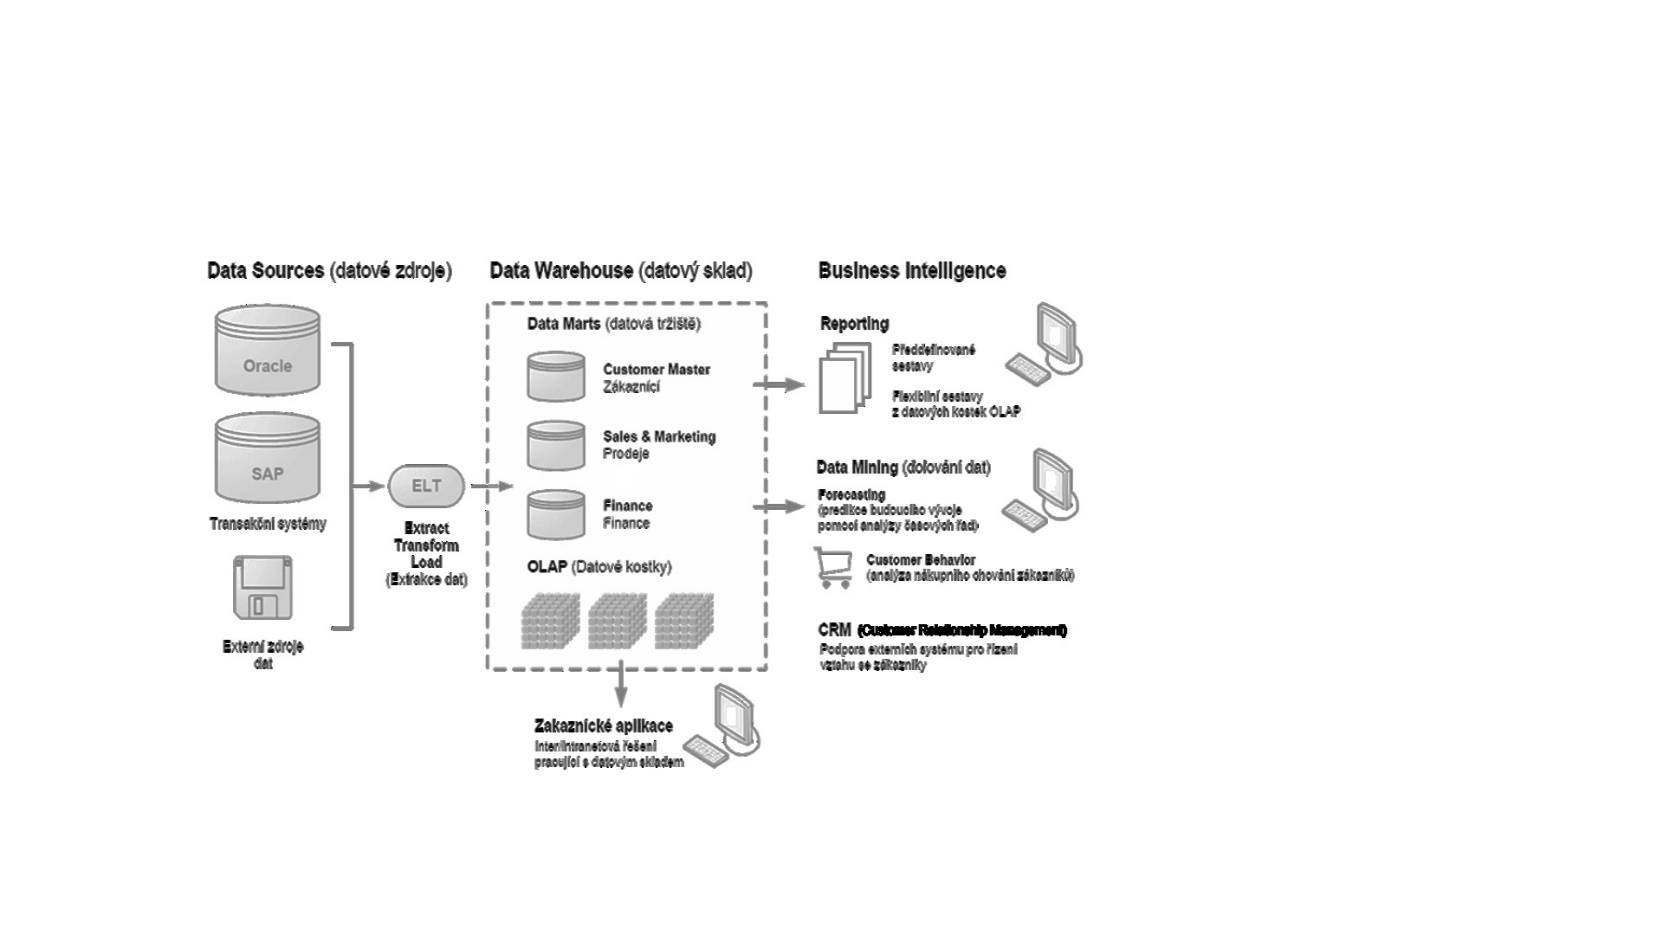 Data Sources (datové zdroje)
Oracle
SAP
Transakční systémy
Externí zdroje
dat
ELT
Extract
Transform
Load
(Extrakce dat)
Data Warehouse (datový sklad)
Data Marts (datová tržiště)
Customer Master
Zákazníci
Sales & Marketing
Prodeje
Finance
Finance
OLAP (Datové kostky)
Zakaznické aplikace
Inter/intranetová řešení
pracující s datovým skladem
Business Intelligence
Reporting
Předdefinované
sestavy
Flexibilní sestavy
z datových kostek OLAP
Data Mining (dolování dat)
Forecasting
(predikce budoucího vývoje
pomocí analýzy časových řad)
Customer Behavior
(analýza nákupního chování zákazníků)
CRM (Customer Relationship Management)
Podpora externích systému pro řízení
vztahu se zákazníky